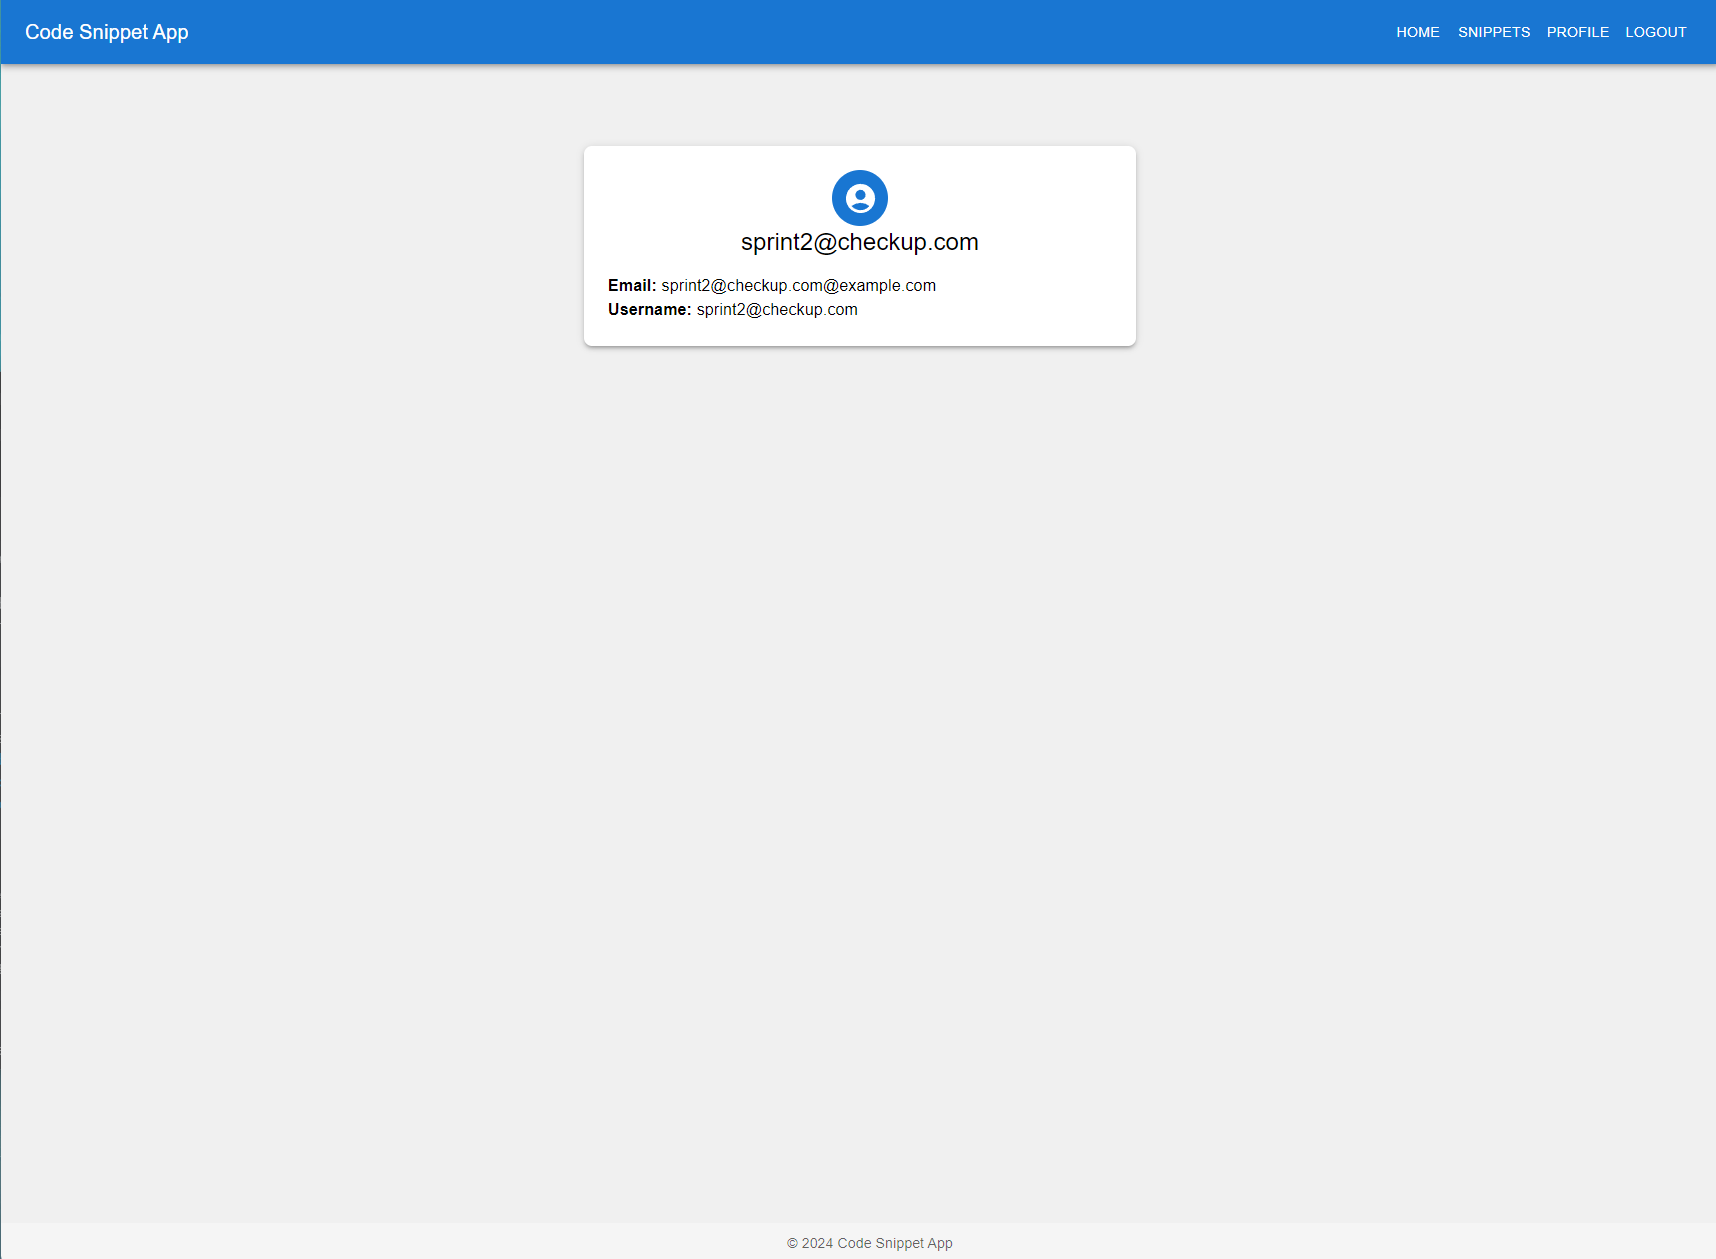 Code Snippet App
HOME SNIPPETS PROFILE LOGOUT
sprint2@checkup.com
Email: sprint2@checkup.com@example.com
Username: sprint2@checkup.com
© 2024 Code Snippet App